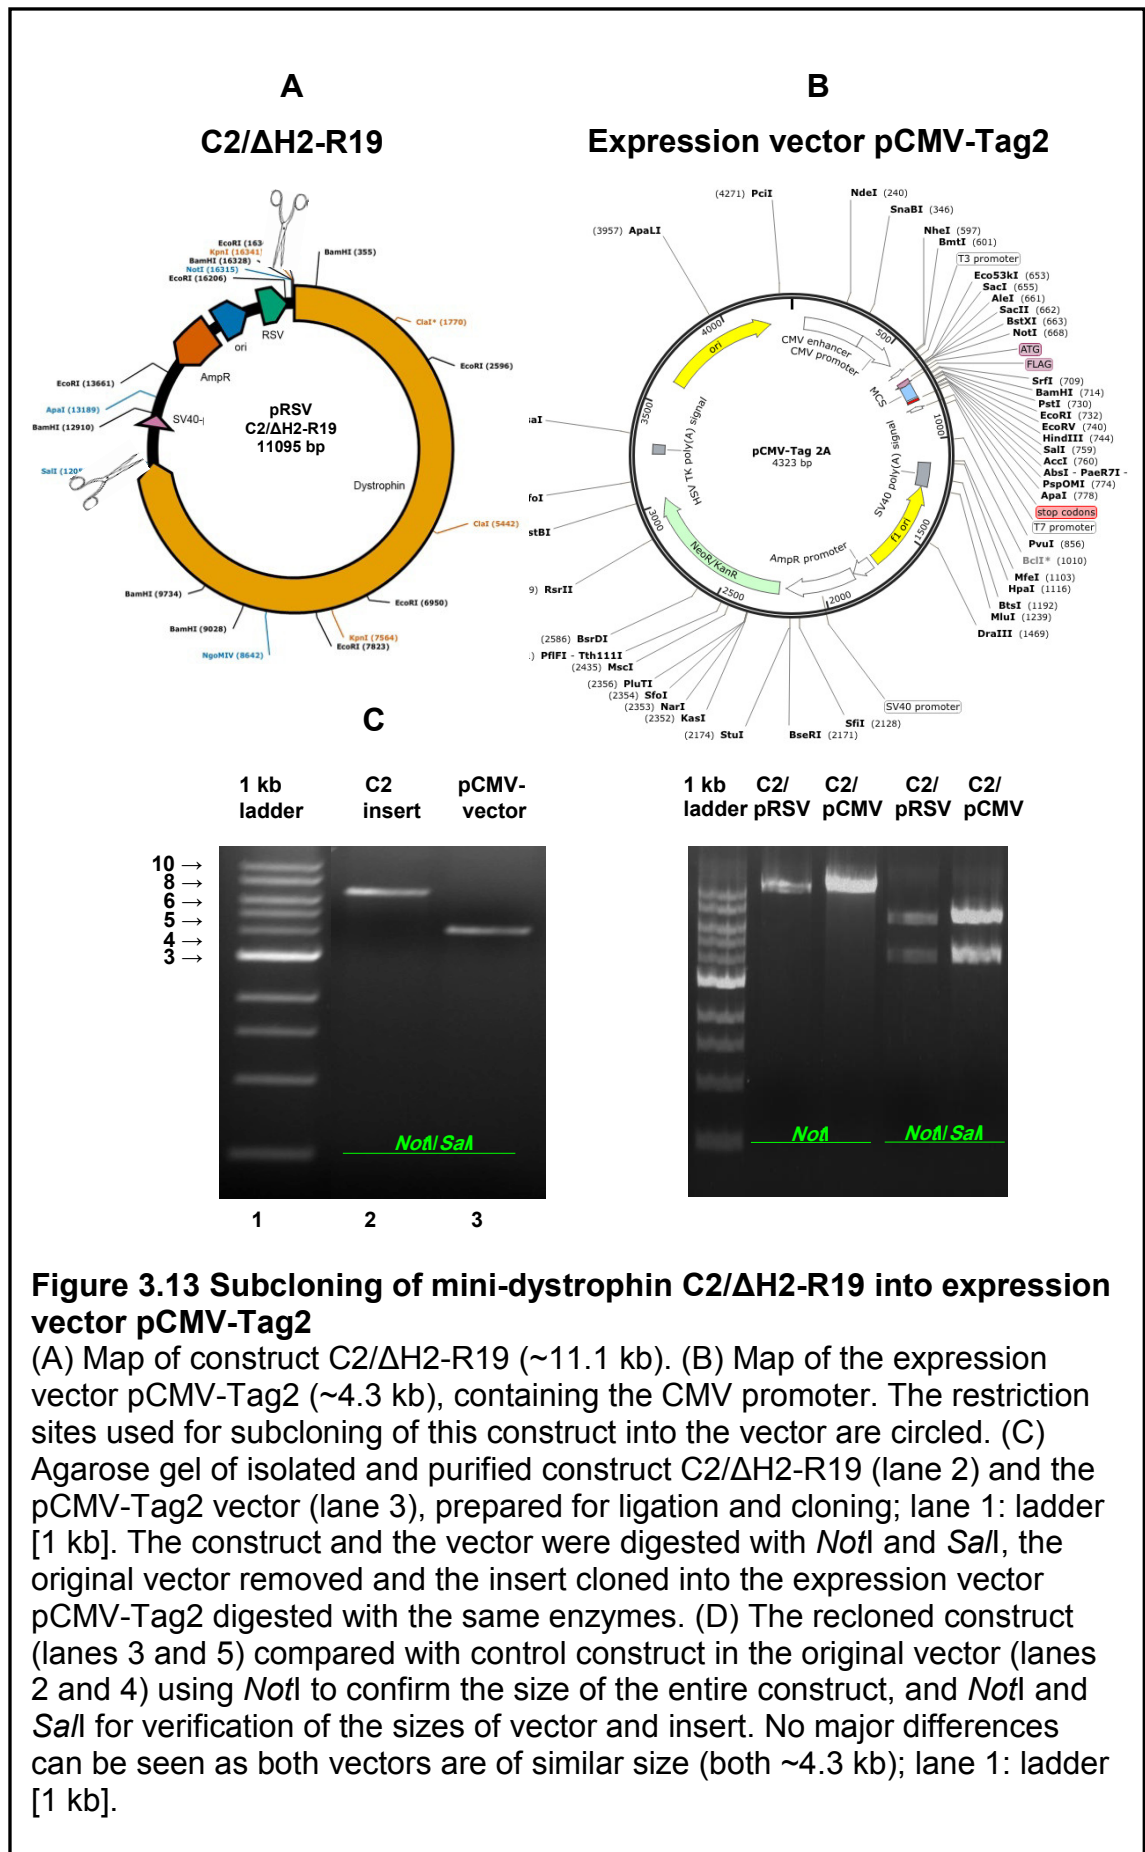 A
C2/ΔH2-R19
EcoRI (163
KpnI (16341)
BamHI (16328)
NotI (16315)
EcoRI (16206)
BamHI (355)
ClaI* (1770)
EcoRI (2596)
RSV
ori
AmpR
EcoRI (13661)
ApaI (13189)
SV40-
BamHI (12910)
SalI (120
pRSV
C2/ΔH2-R19
11095 bp
Dystrophin
ClaI (5442)
BamHI (9734)
EcoRI (6950)
BamHI (9028)
KpnI (7564)
EcoRI (7823)
NgoMIV (8642)
B
Expression vector pCMV-Tag2
(4271) PciI
NdeI (240)
SnaBI (346)
(3957) ApaLI
NheI (597)
BmtI (601)
T3 promoter
Eco53kI (653)
SacI (655)
AleI (661)
SacII (662)
BstXI (663)
NotI (668)
ATG
FLAG
SrfI (709)
BamHI (714)
PstI (730)
EcoRI (732)
EcoRV (740)
HindIII (744)
SalI (759)
AccI (760)
AbsI - PaeR7I -
PspOMI (774)
ApaI (778)
stop codons
T7 promoter
PvuI (856)
BclI* (1010)
MfeI (1103)
HpaI (1116)
BtsI (1192)
MluI (1239)
DraIII (1469)
4000
500
1000
1500
2000
2500
3000
3500
ori
CMV enhancer
CMV promoter
MCS
HSV TK poly(A) signal
SV40 poly(A) signal
pCMV-Tag 2A
4323 bp
f1 ori
AmpR promoter
NeoR/KanR
aI
foI
stBI
9) RsrII
(2586) BsrDI
) PflFI - Tth111I
(2435) MscI
(2356) PluTI
(2354) SfoI
(2353) NarI
(2352) KasI
(2174) StuI
BseRI (2171)
SfiI (2128)
SV40 promoter
C
1 kb C2 pCMV-
ladder insert vector
10 →
8 →
6 →
5 →
4 →
3 →
NotI/ SalI
1 2 3
1 kb C2/ C2/ C2/ C2/
ladder pRSV pCMV pRSV pCMV
NotI NotI/ SalI
Figure 3.13 Subcloning of mini-dystrophin C2/ΔH2-R19 into expression
vector pCMV-Tag2
(A) Map of construct C2/ΔH2-R19 (~11.1 kb). (B) Map of the expression
vector pCMV-Tag2 (~4.3 kb), containing the CMV promoter. The restriction
sites used for subcloning of this construct into the vector are circled. (C)
Agarose gel of isolated and purified construct C2/ΔH2-R19 (lane 2) and the
pCMV-Tag2 vector (lane 3), prepared for ligation and cloning; lane 1: ladder
[1 kb]. The construct and the vector were digested with NotI and SalI, the
original vector removed and the insert cloned into the expression vector
pCMV-Tag2 digested with the same enzymes. (D) The recloned construct
(lanes 3 and 5) compared with control construct in the original vector (lanes
2 and 4) using NotI to confirm the size of the entire construct, and NotI and
SalI for verification of the sizes of vector and insert. No major differences
can be seen as both vectors are of similar size (both ~4.3 kb); lane 1: ladder
[1 kb].